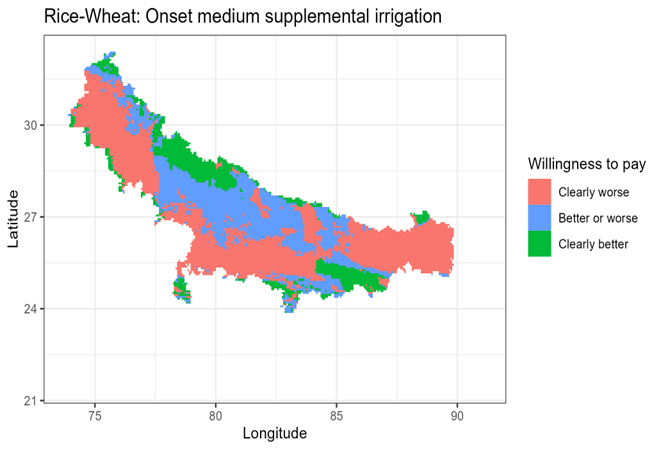 Rice-Wheat: Onset medium supplemental irrigation
30
27
24
21
Latitude
75
80
85
90
Longitude
Willingness to pay
Clearly worse
Better or worse
Clearly better